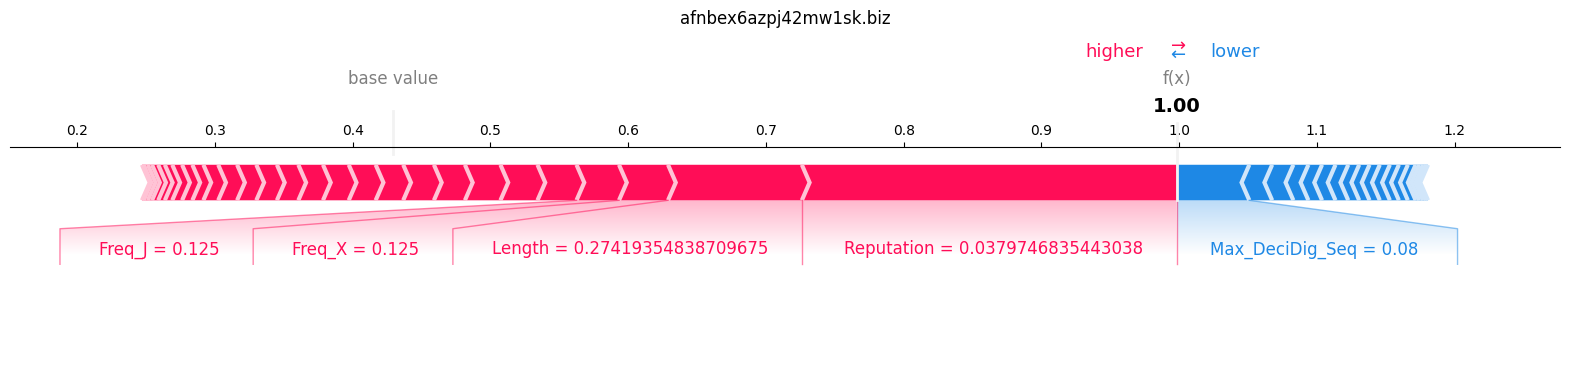 afnbex6azpj42mw1sk.biz
higher ⇄ lower
base value f(x)
1.00
0.2 0.3 0.4 0.5 0.6 0.7 0.8 0.9 1.0 1.1 1.2
Freq_J = 0.125 Freq_X = 0.125 Length = 0.27419354838709675 Reputation = 0.0379746835443038 Max_DeciDig_Seq = 0.08